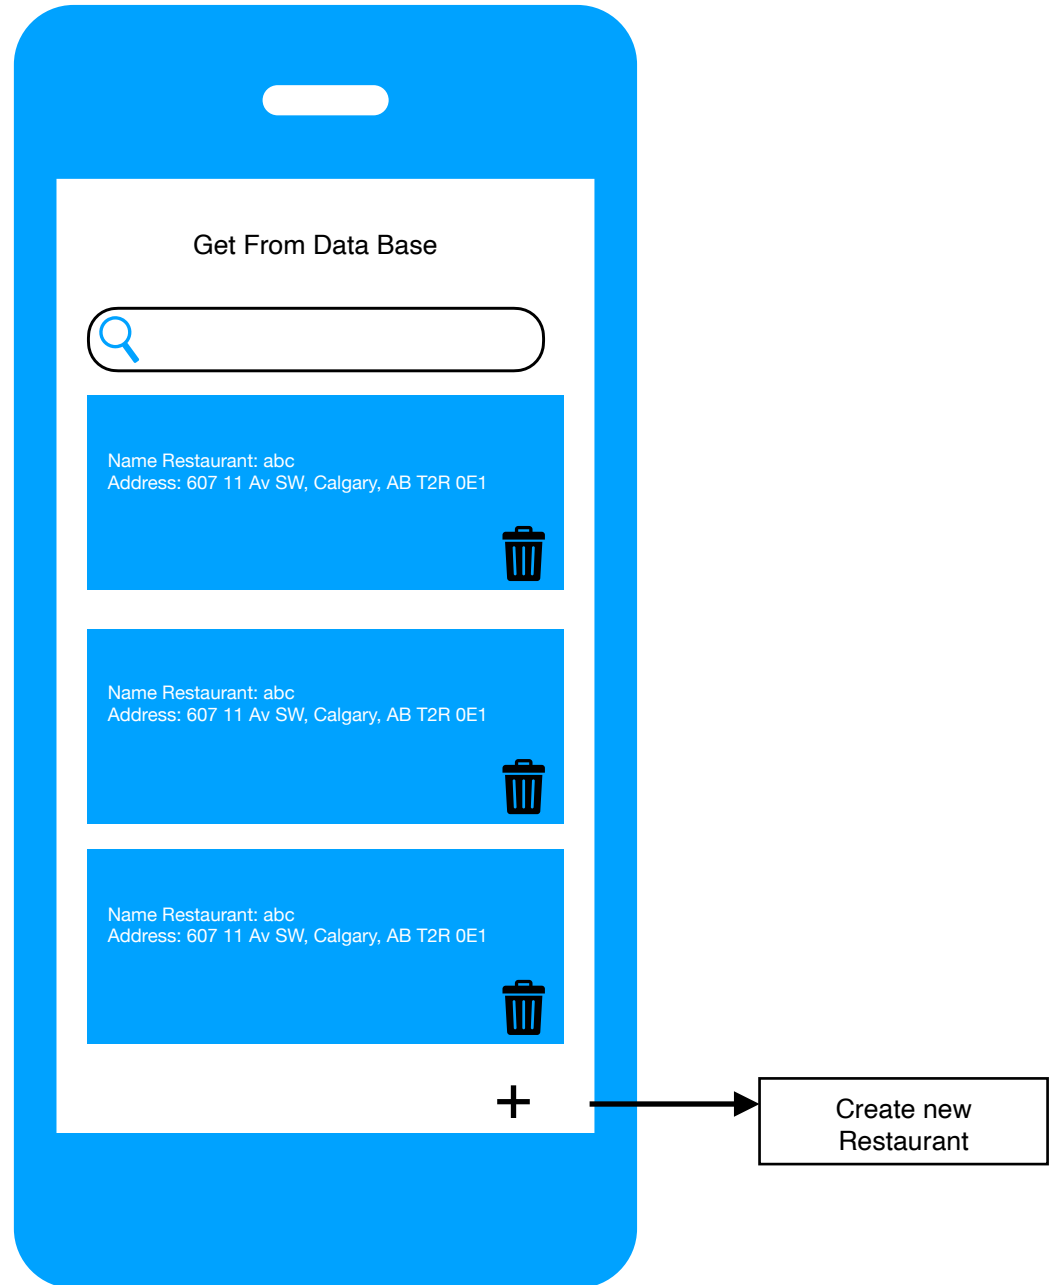 Get From Data Base
Name Restaurant: abc
Address: 607 11 Av SW, Calgary, AB T2R 0E1
Name Restaurant: abc
Address: 607 11 Av SW, Calgary, AB T2R 0E1
Name Restaurant: abc
Address: 607 11 Av SW, Calgary, AB T2R 0E1
+
Create new
Restaurant